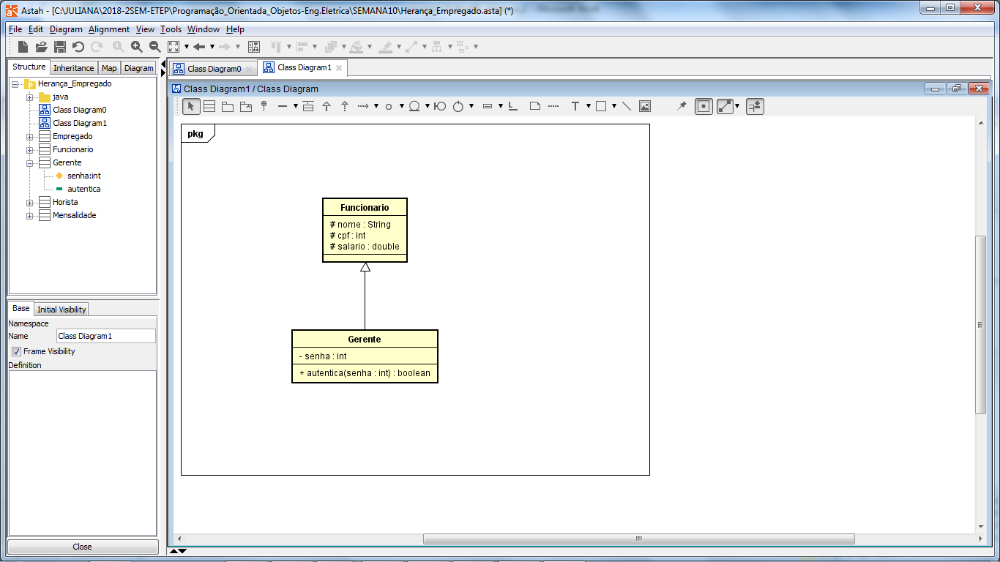 Astah - [C:\JULIANA\2018-2SEM-ETEP\Programação_Orientada_Objetos-Eng.Eletrica\SEMANA10\Herança_Empregado.asta] (*)
File Edit Diagram Alignment View Tools Window Help
Structure Inheritance Map Diagram
Class Diagram0 Class Diagram1
Herança_Empregado
java
Class Diagram0
Class Diagram1
Empregado
Funcionario
Gerente
senha:int
autentica
Horista
Mensalidade
Base Initial Visibility
Namespace
Name Class Diagram1
Frame Visibility
Definition
Close
Class Diagram1 / Class Diagram
T
pkg
Funcionario
# nome : String
# cpf : int
# salario : double
Gerente
- senha : int
+ autentica(senha : int) : boolean